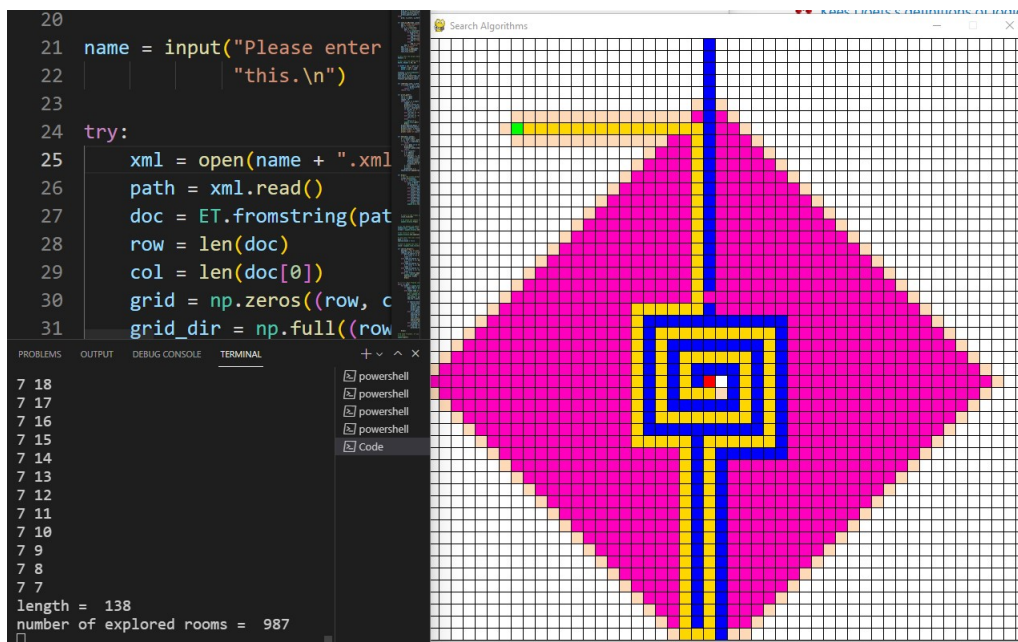 20
21 name = input("Please enter
22 "this.\n")
23
24 try:
25 xml = open(name + ".xml
26 path = xml.read()
27 doc = ET.fromstring(pat
28 row = len(doc)
29 col = len(doc[0])
30 grid = np.zeros((row, c
31 grid_dir = np.full((row
PROBLEMS OUTPUT DEBUG CONSOLE TERMINAL
7 18
7 17
7 16
7 15
7 14
7 13
7 12
7 11
7 10
7 9
7 8
7 7
length = 138
number of explored rooms = 987
powershell
powershell
powershell
powershell
Code
Search Algorithms